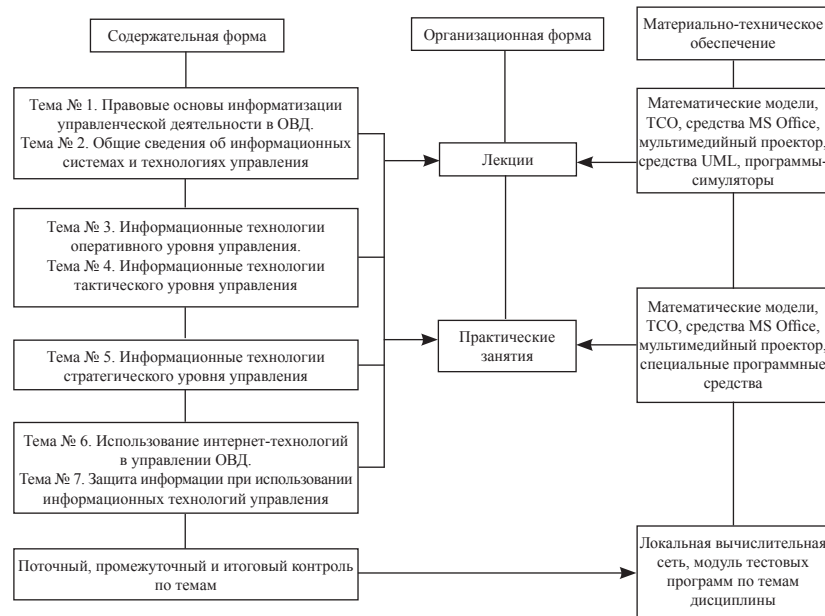 Содержательная форма
Тема № 1. Правовые основы информатизации
управленческой деятельности в ОВД.
Тема № 2. Общие сведения об информационных
системах и технологиях управления
Тема № 3. Информационные технологии
оперативного уровня управления.
Тема № 4. Информационные технологии
тактического уровня управления
Тема № 5. Информационные технологии
стратегического уровня управления
Тема № 6. Использование интернет-технологий
в управлении ОВД.
Тема № 7. Защита информации при использовании
информационных технологий управления
Поточный, промежуточный и итоговый контроль
по темам
Организационная форма
Лекции
Практические
занятия
Материально-техническое
обеспечение
Математические модели,
ТСО, средства MS Office,
мультимедийный проектор,
средства UML, программы-
симуляторы
Математические модели,
ТСО, средства MS Office,
мультимедийный проектор,
специальные программные
средства
Локальная вычислительная
сеть, модуль тестовых
программ по темам
дисциплины